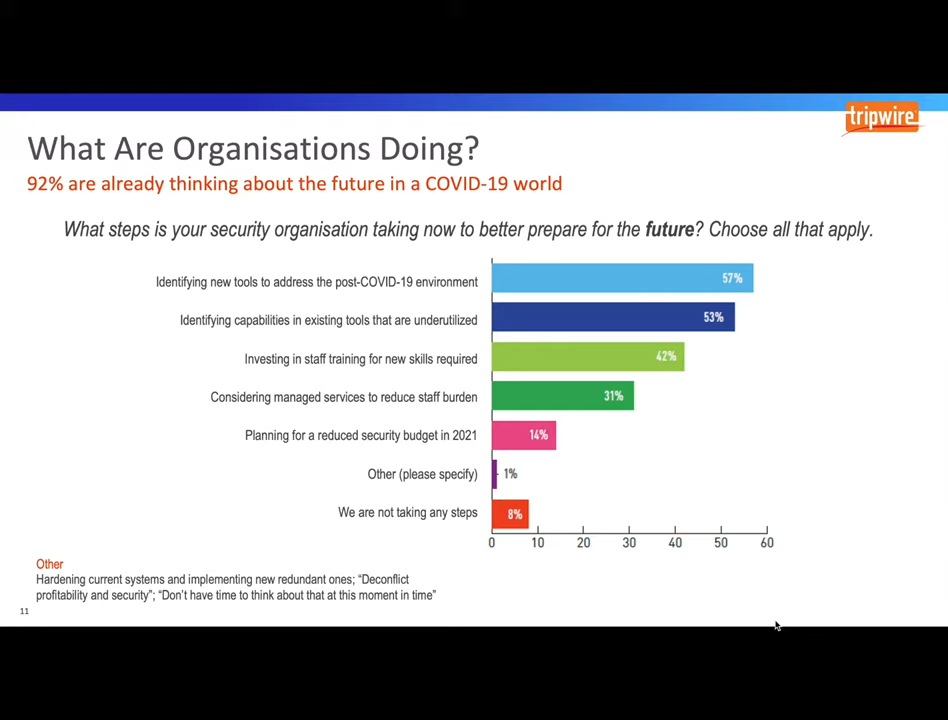 tripwire
What Are Organisations Doing?
92% are already thinking about the future in a COVID-19 world
What steps is your security organisation taking now to better prepare for the future? Choose all that apply.
Identifying new tools to address the post-COVID-19 environment 57%
Identifying capabilities in existing tools that are underutilized 53%
Investing in staff training for new skills required 42%
Considering managed services to reduce staff burden 31%
Planning for a reduced security budget in 2021 14%
Other (please specify) 1%
We are not taking any steps 8%
0 10 20 30 40 50 60
Other
Hardening current systems and implementing new redundant ones; “Deconflict
profitability and security”; “Don’t have time to think about that at this moment in time”
11